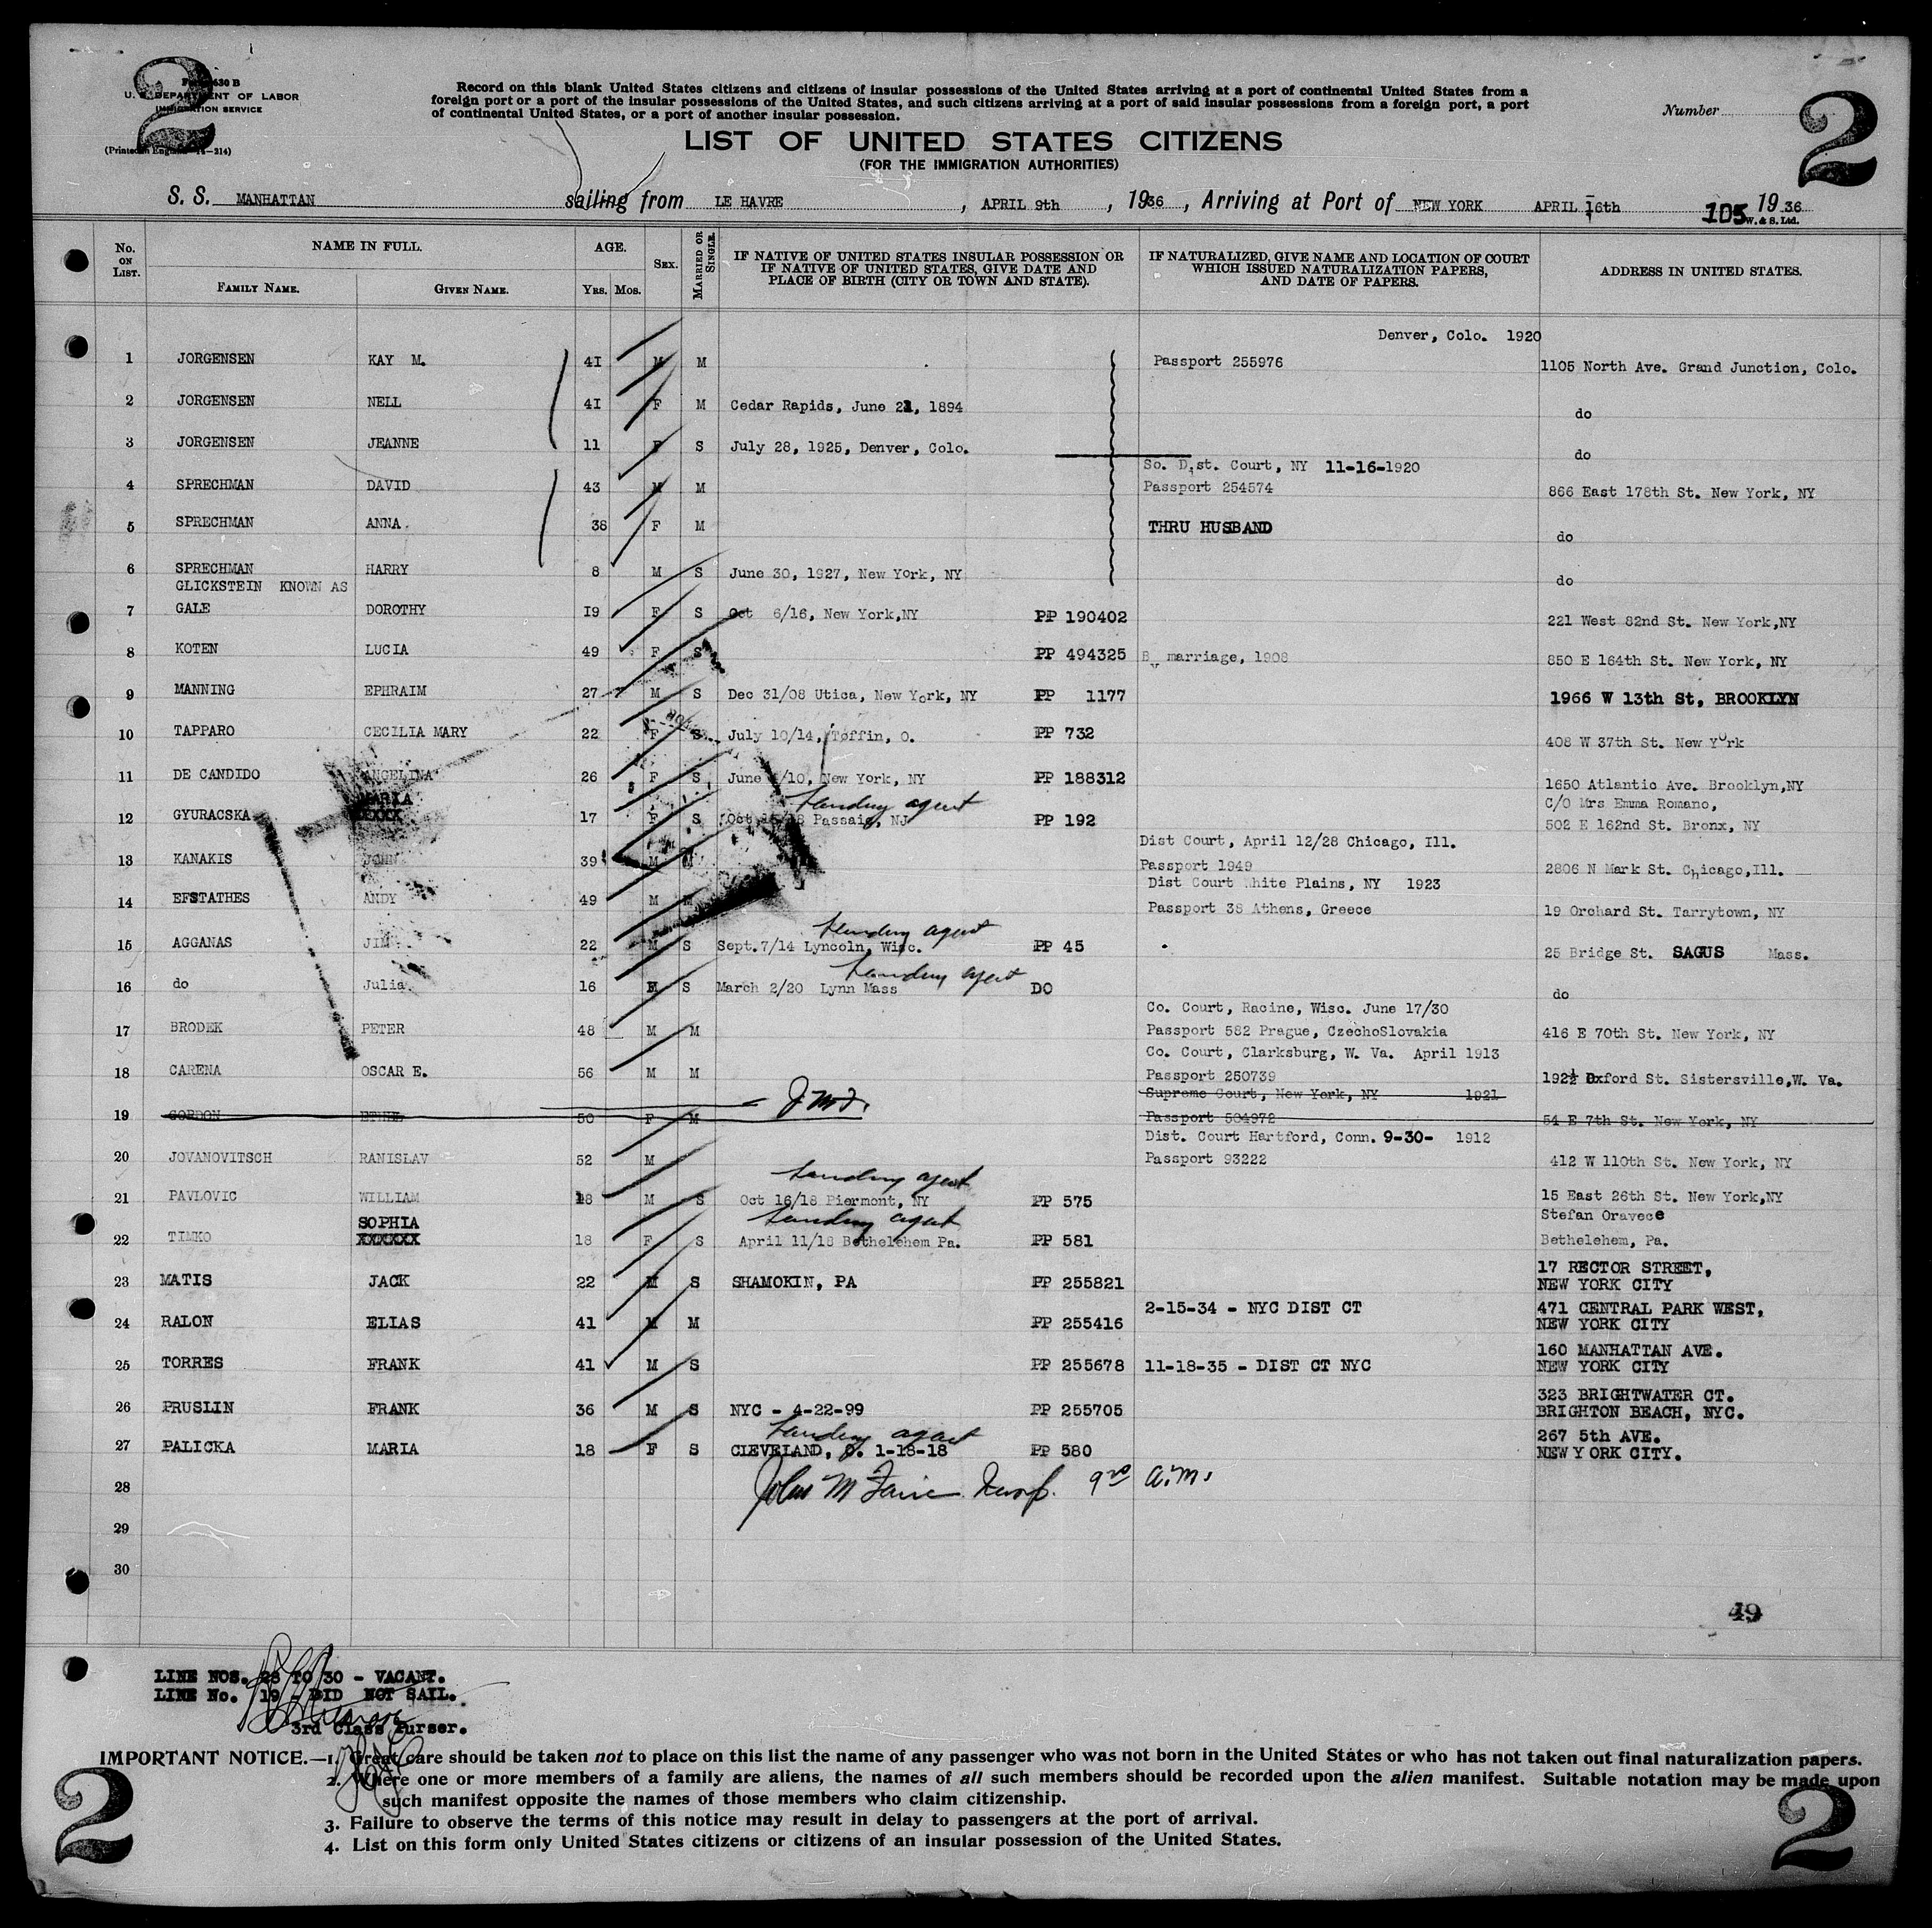 2
2
Form 630 B
U. S. DEPARTMENT OF LABOR
IMMIGRATION SERVICE
(Printed in England 14—214)
Record on this blank United States citizens and citizens of insular possessions of the United States arriving at a port of continental United States from a
foreign port or a port of the insular possessions of the United States, and such citizens arriving at a port of said insular possessions from a foreign port, a port
of continental United States, or a port of another insular possession.
Number
LIST OF UNITED STATES CITIZENS
(FOR THE IMMIGRATION AUTHORITIES)
S. S. MANHATTAN sailing from LE HAVRE, APRIL 9th, 1936, Arriving at Port of NEW YORK APRIL 16th 1936
105 W. & S. Ltd.
No. ON LIST. NAME IN FULL. AGE. SEX. MARRIED OR SINGLE. IF NATIVE OF UNITED STATES INSULAR POSSESSION OR IF NATIVE OF UNITED STATES, GIVE DATE AND PLACE OF BIRTH (CITY OR TOWN AND STATE). IF NATURALIZED, GIVE NAME AND LOCATION OF COURT WHICH ISSUED NATURALIZATION PAPERS, AND DATE OF PAPERS. ADDRESS IN UNITED STATES.
FAMILY NAME. GIVEN NAME. YRS. MOS.
Denver, Colo. 1920
1 JORGENSEN KAY M. 41 M M Passport 255976 1105 North Ave. Grand Junction, Colo.
2 JORGENSEN NELL 41 F M Cedar Rapids, June 21, 1894 do
3 JORGENSEN JEANNE 11 F S July 28, 1925, Denver, Colo. do
So. Dist. Court, NY 11-16-1920
4 SPRECHMAN DAVID 43 M M Passport 254574 866 East 178th St. New York, NY
5 SPRECHMAN ANNA. 38 F M THRU HUSBAND do
6 SPRECHMAN HARRY 8 M S June 30, 1927, New York, NY do
GLICKSTEIN KNOWN AS
7 GALE DOROTHY 19 F S Oct 6/16, New York,NY PP 190402 221 West 82nd St. New York,NY
8 KOTEN LUCIA 49 F S PP 494325 By marriage, 1908 850 E 164th St. New York, NY
9 MANNING EPHRAIM 27 M S Dec 31/08 Utica, New York, NY PP 1177 1966 W 13th St, BROOKLYN
10 TAPPARO CECILIA MARY 22 F S July 10/14, Toffin, O. PP 732 408 W 37th St. New York
11 DE CANDIDO ANGELINA 26 F S June /10, New York, NY PP 188312 1650 Atlantic Ave. Brooklyn,NY
MARIA Landing agent C/O Mrs Emma Romano,
12 GYURACSKA XXXX 17 F S Oct /18 Passaic, NJ PP 192 502 E 162nd St. Bronx, NY
Dist Court, April 12/28 Chicago, Ill.
13 KANAKIS JOHN 39 M M Passport 1949 2806 N Mark St. Chicago,Ill.
Dist Court White Plains, NY 1923
14 EFSTATHES ANDY 49 M M Passport 38 Athens, Greece 19 Orchard St. Tarrytown, NY
Landing agent
15 AGGANAS JIM 22 M S Sept.7/14 Lyncoln, Wisc. PP 45 25 Bridge St. SAGUS Mass.
Landing agent
16 do Julia 16 F S March 2/20 Lynn Mass DO do
Co. Court, Racine, Wisc. June 17/30
17 BRODEK PETER 48 M M Passport 582 Prague, CzechoSlovakia 416 E 70th St. New York, NY
Co. Court, Clarksburg, W. Va. April 1913
18 CARENA OSCAR E. 56 M M Passport 250739 192½ Oxford St. Sistersville,W. Va.
Supreme Court, New York, NY 1921
19 GORDON ETHEL 50 F M Passport 504972 54 E 7th St. New York, NY
Dist. Court Hartford, Conn. 9-30- 1912
20 JOVANOVITSCH RANISLAV 52 M Passport 93222 412 W 110th St. New York, NY
Landing agent
21 PAVLOVIC WILLIAM 18 M S Oct 16/18 Piermont, NY PP 575 15 East 26th St. New York,NY
SOPHIA Landing agent Stefan Oravece
22 TIMKO XXXXXX 18 F S April 11/18 Bethelehem Pa. PP 581 Bethelehem, Pa.
17 RECTOR STREET,
23 MATIS JACK 22 M S SHAMOKIN, PA PP 255821 NEW YORK CITY
2-15-34 - NYC DIST CT 471 CENTRAL PARK WEST,
24 RALON ELIAS 41 M M PP 255416 NEW YORK CITY
160 MANHATTAN AVE.
25 TORRES FRANK 41 M S PP 255678 11-18-35 - DIST CT NYC NEW YORK CITY
323 BRIGHTWATER CT.
26 PRUSLIN FRANK 36 M S NYC - 4-22-99 PP 255705 BRIGHTON BEACH, NYC.
Landing agent 267 5th AVE.
27 PALICKA MARIA 18 F S CLEVELAND, O. 1-18-18 PP 580 NEW YORK CITY.
28 John M 9 A.M.
29
30
49
LINE NOS. 28 TO 30 - VACANT.
LINE No. 19 - DID NOT SAIL.
3rd Class Purser.
IMPORTANT NOTICE.—1. Great care should be taken not to place on this list the name of any passenger who was not born in the United States or who has not taken out final naturalization papers.
2. Where one or more members of a family are aliens, the names of all such members should be recorded upon the alien manifest. Suitable notation may be made upon
such manifest opposite the names of those members who claim citizenship.
3. Failure to observe the terms of this notice may result in delay to passengers at the port of arrival.
4. List on this form only United States citizens or citizens of an insular possession of the United States.
2
2